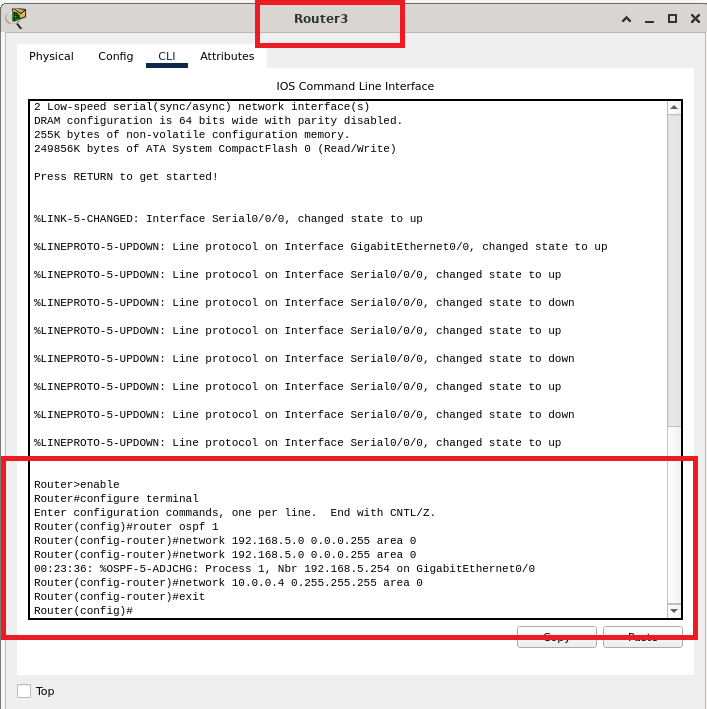 Router3
Physical Config CLI Attributes
IOS Command Line Interface
2 Low-speed serial(sync/async) network interface(s)
DRAM configuration is 64 bits wide with parity disabled.
255K bytes of non-volatile configuration memory.
249856K bytes of ATA System CompactFlash 0 (Read/Write)
Press RETURN to get started!
%LINK-5-CHANGED: Interface Serial0/0/0, changed state to up
%LINEPROTO-5-UPDOWN: Line protocol on Interface GigabitEthernet0/0, changed state to up
%LINEPROTO-5-UPDOWN: Line protocol on Interface Serial0/0/0, changed state to up
%LINEPROTO-5-UPDOWN: Line protocol on Interface Serial0/0/0, changed state to down
%LINEPROTO-5-UPDOWN: Line protocol on Interface Serial0/0/0, changed state to up
%LINEPROTO-5-UPDOWN: Line protocol on Interface Serial0/0/0, changed state to down
%LINEPROTO-5-UPDOWN: Line protocol on Interface Serial0/0/0, changed state to up
%LINEPROTO-5-UPDOWN: Line protocol on Interface Serial0/0/0, changed state to down
%LINEPROTO-5-UPDOWN: Line protocol on Interface Serial0/0/0, changed state to up
Router>enable
Router#configure terminal
Enter configuration commands, one per line.  End with CNTL/Z.
Router(config)#router ospf 1
Router(config-router)#network 192.168.5.0 0.0.0.255 area 0
Router(config-router)#network 192.168.5.0 0.0.0.255 area 0
00:23:36: %OSPF-5-ADJCHG: Process 1, Nbr 192.168.5.254 on GigabitEthernet0/0
Router(config-router)#network 10.0.0.4 0.255.255.255 area 0
Router(config-router)#exit
Router(config)#
Copy Paste
Top